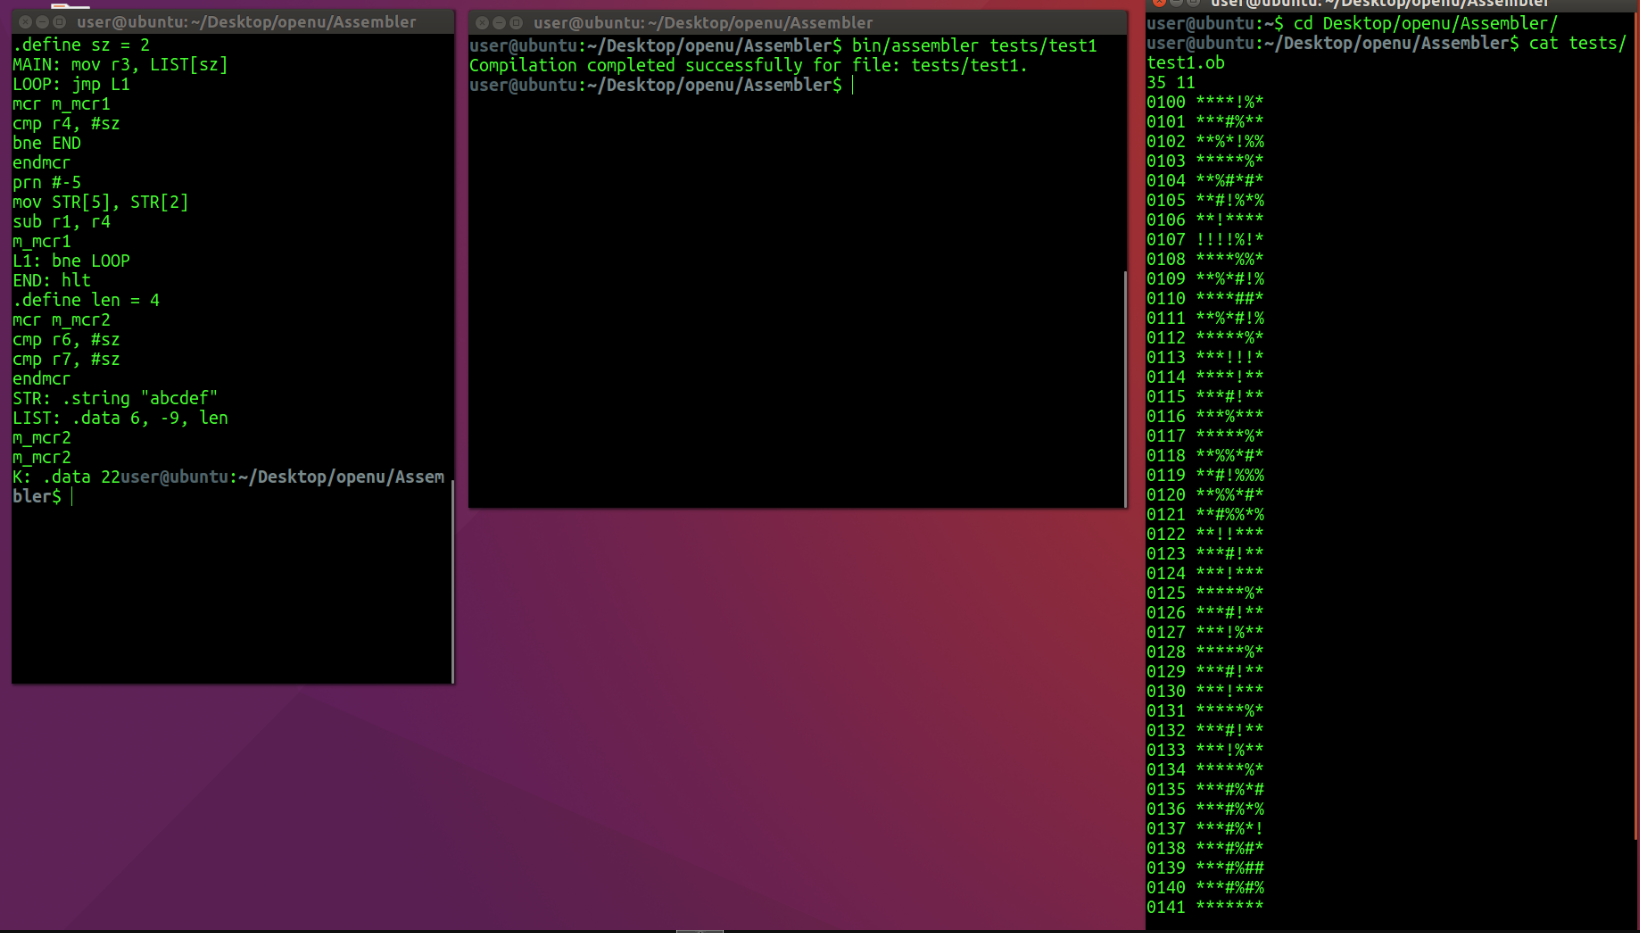 user@ubuntu: ~/Desktop/openu/Assembler
.define sz = 2
MAIN: mov r3, LIST[sz]
LOOP: jmp L1
mcr m_mcr1
cmp r4, #sz
bne END
endmcr
prn #-5
mov STR[5], STR[2]
sub r1, r4
m_mcr1
L1: bne LOOP
END: hlt
.define len = 4
mcr m_mcr2
cmp r6, #sz
cmp r7, #sz
endmcr
STR: .string "abcdef"
LIST: .data 6, -9, len
m_mcr2
m_mcr2
K: .data 22user@ubuntu:~/Desktop/openu/Assem
bler$
user@ubuntu: ~/Desktop/openu/Assembler
user@ubuntu:~/Desktop/openu/Assembler$ bin/assembler tests/test1
Compilation completed successfully for file: tests/test1.
user@ubuntu:~/Desktop/openu/Assembler$
user@ubuntu: ~/Desktop/openu/Assembler
user@ubuntu:~$ cd Desktop/openu/Assembler/
user@ubuntu:~/Desktop/openu/Assembler$ cat tests/
test1.ob
35 11
0100 ****!%*
0101 ***#%**
0102 **%*!%%
0103 *****%*
0104 **%#*#*
0105 **#!%*%
0106 **!****
0107 !!!!%!*
0108 ****%%*
0109 **%*#!%
0110 ****##*
0111 **%*#!%
0112 *****%*
0113 ***!!!*
0114 ****!**
0115 ***#!**
0116 ***%***
0117 *****%*
0118 **%%*#*
0119 **#!%%%
0120 **%%*#*
0121 **#%%*%
0122 **!!***
0123 ***#!**
0124 ***!***
0125 *****%*
0126 ***#!**
0127 ***!%**
0128 *****%*
0129 ***#!**
0130 ***!***
0131 *****%*
0132 ***#!**
0133 ***!%**
0134 *****%*
0135 ***#%*#
0136 ***#%*%
0137 ***#%*!
0138 ***#%#*
0139 ***#%##
0140 ***#%#%
0141 *******